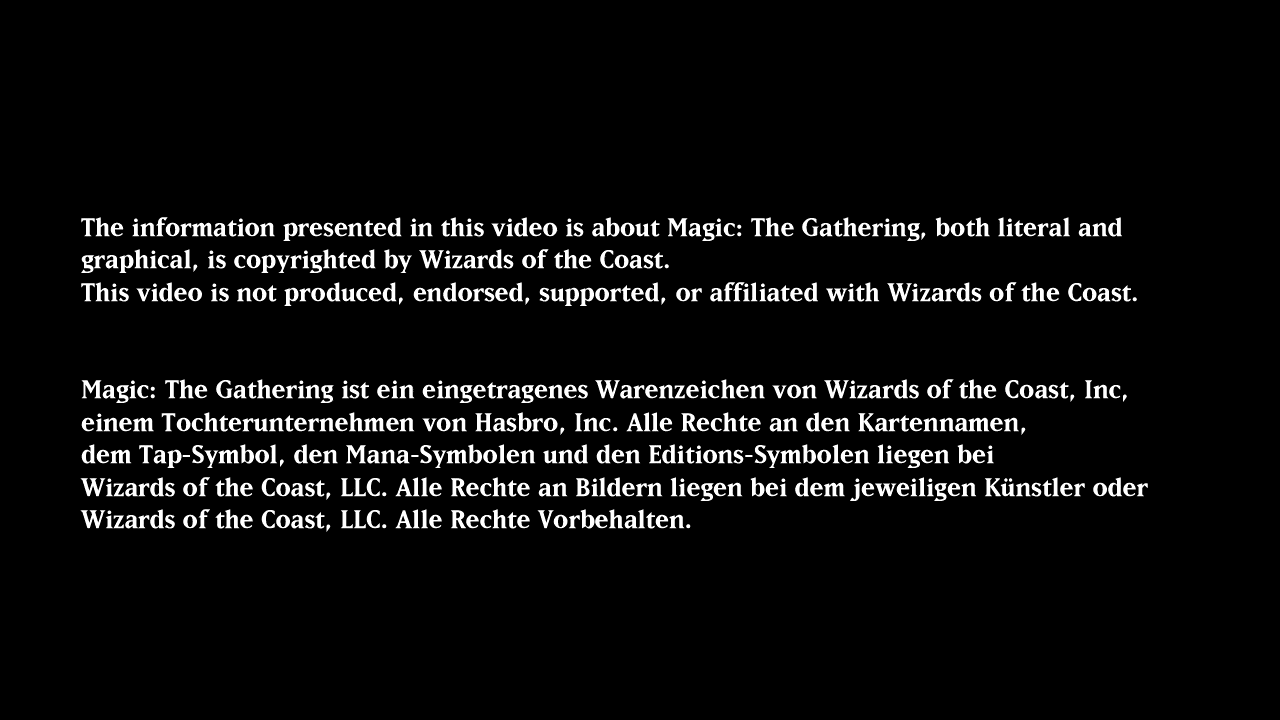 The information presented in this video is about Magic: The Gathering, both literal and
graphical, is copyrighted by Wizards of the Coast.
This video is not produced, endorsed, supported, or affiliated with Wizards of the Coast.
Magic: The Gathering ist ein eingetragenes Warenzeichen von Wizards of the Coast, Inc,
einem Tochterunternehmen von Hasbro, Inc. Alle Rechte an den Kartennamen,
dem Tap-Symbol, den Mana-Symbolen und den Editions-Symbolen liegen bei
Wizards of the Coast, LLC. Alle Rechte an Bildern liegen bei dem jeweiligen Künstler oder
Wizards of the Coast, LLC. Alle Rechte Vorbehalten.